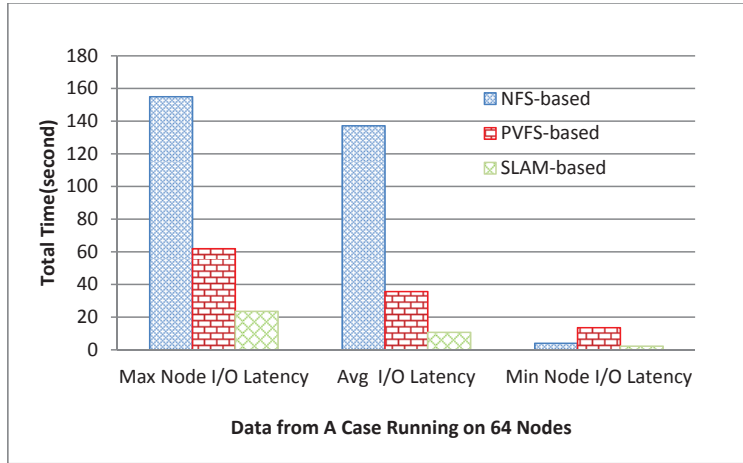 180
160
140
120
100
80
60
40
20
0
Total Time(second)
NFS-based
PVFS-based
SLAM-based
Max Node I/O Latency
Avg I/O Latency
Min Node I/O Latency
Data from A Case Running on 64 Nodes